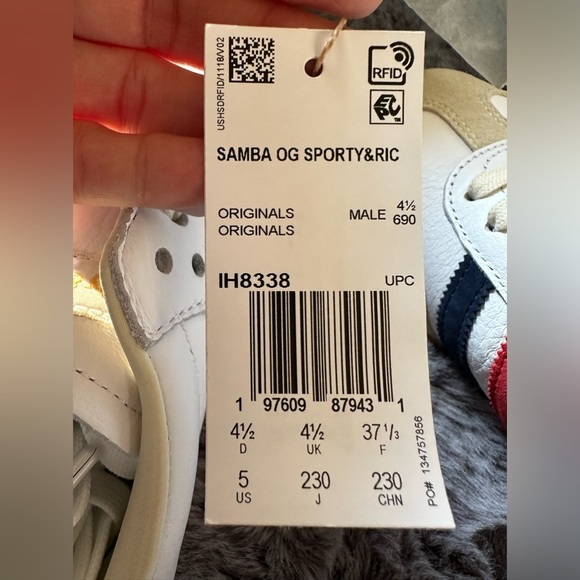 USHSDRFID/1118/V02
RFID
EPC™
SAMBA OG SPORTY&RIC
ORIGINALS MALE 4½
ORIGINALS 690
IH8338 UPC
1 97609 87943 1
4½ 4½ 37 1/3
D UK F
5 230 230
US J CHN
PO# 134757856